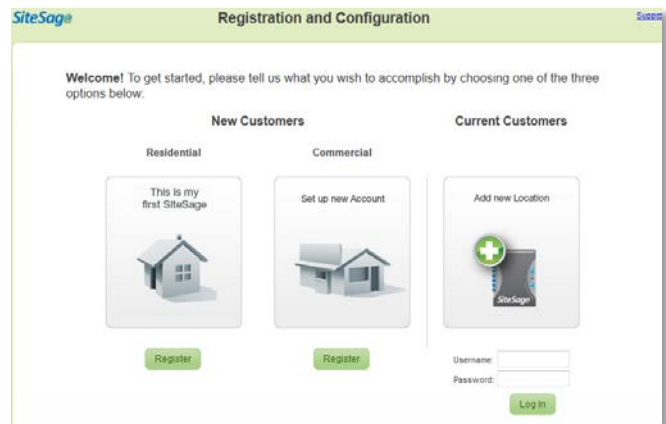 SiteSage
Registration and Configuration
Welcome! To get started, please tell us what you wish to accomplish by choosing one of the three
options below:
New Customers
Current Customers
Residential
Commercial
This is my
first SiteSage
Set up new Account
Add new Location
SiteSage
Register
Register
Username:
Password:
Log In